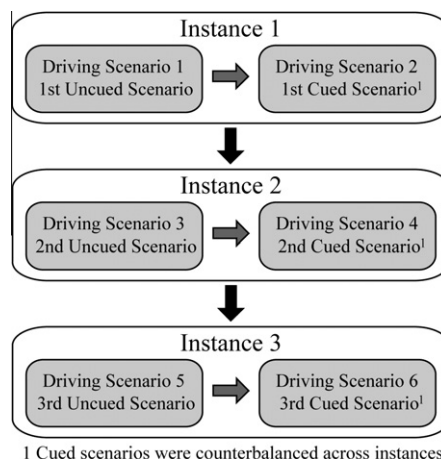 Instance 1
Driving Scenario 1
1st Uncued Scenario
Driving Scenario 2
1st Cued Scenario¹
Instance 2
Driving Scenario 3
2nd Uncued Scenario
Driving Scenario 4
2nd Cued Scenario¹
Instance 3
Driving Scenario 5
3rd Uncued Scenario
Driving Scenario 6
3rd Cued Scenario¹
1 Cued scenarios were counterbalanced across instances